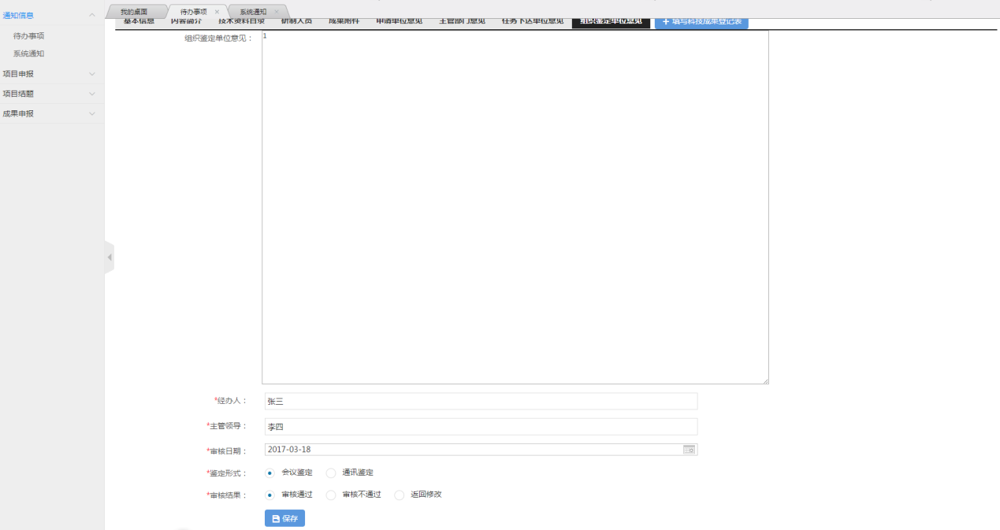 通知信息
待办事项
系统通知
项目申报
项目结题
成果申报
我的桌面 待办事项 × 系统通知 ×
基本信息 内容简介 技术资料目录 研制人员 成果附件 申请单位意见 主管部门意见 任务下达单位意见 组织鉴定单位意见 + 填写科技成果登记表
组织鉴定单位意见： 1
*经办人： 张三
*主管领导： 李四
*审核日期： 2017-03-18
*鉴定形式： 会议鉴定 通讯鉴定
*审核结果： 审核通过 审核不通过 返回修改
保存